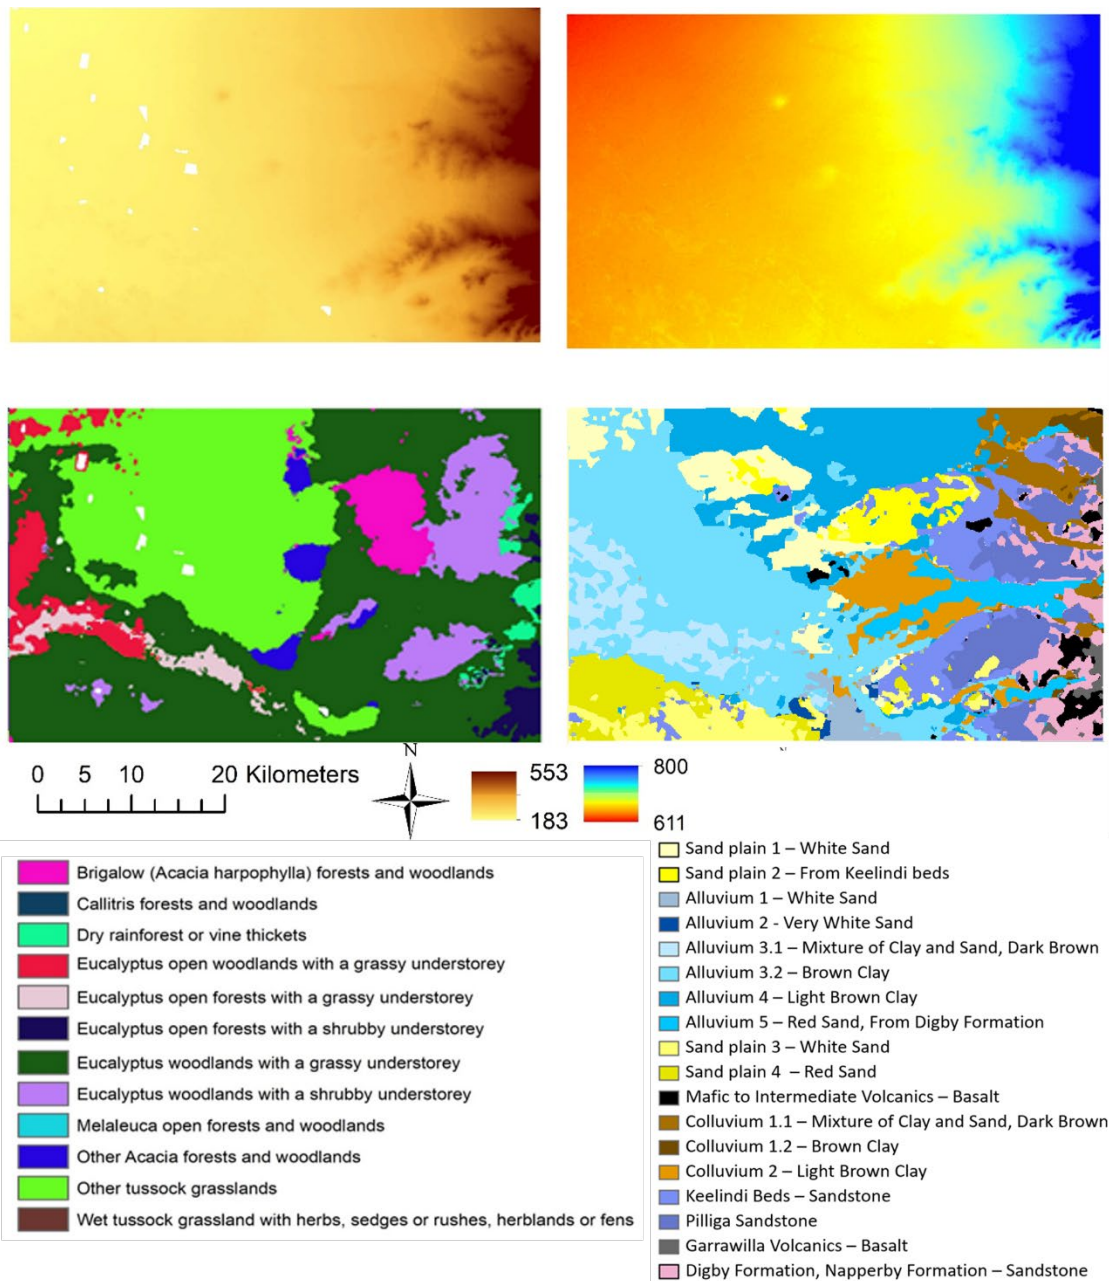 N
0 5 10 20 Kilometers
553
183
800
611
Brigalow (Acacia harpophylla) forests and woodlands
Callitris forests and woodlands
Dry rainforest or vine thickets
Eucalyptus open woodlands with a grassy understorey
Eucalyptus open forests with a grassy understorey
Eucalyptus open forests with a shrubby understorey
Eucalyptus woodlands with a grassy understorey
Eucalyptus woodlands with a shrubby understorey
Melaleuca open forests and woodlands
Other Acacia forests and woodlands
Other tussock grasslands
Wet tussock grassland with herbs, sedges or rushes, herblands or fens
Sand plain 1 – White Sand
Sand plain 2 – From Keelindi beds
Alluvium 1 – White Sand
Alluvium 2 - Very White Sand
Alluvium 3.1 – Mixture of Clay and Sand, Dark Brown
Alluvium 3.2 – Brown Clay
Alluvium 4 – Light Brown Clay
Alluvium 5 – Red Sand, From Digby Formation
Sand plain 3 – White Sand
Sand plain 4 – Red Sand
Mafic to Intermediate Volcanics – Basalt
Colluvium 1.1 – Mixture of Clay and Sand, Dark Brown
Colluvium 1.2 – Brown Clay
Colluvium 2 – Light Brown Clay
Keelindi Beds – Sandstone
Pilliga Sandstone
Garrawilla Volcanics – Basalt
Digby Formation, Napperby Formation – Sandstone